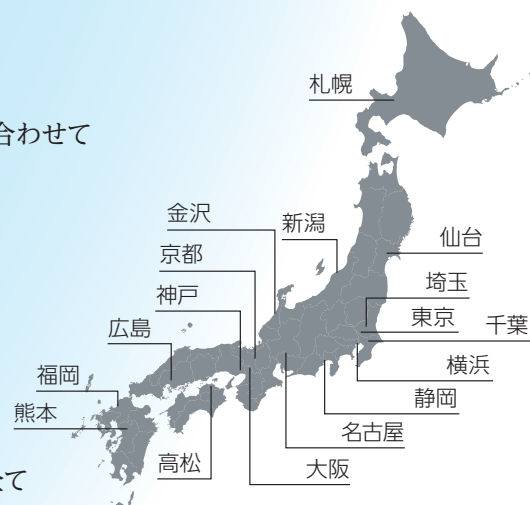 札幌
合わせて
金沢
新潟
仙台
京都
埼玉
神戸
東京
千葉
広島
横浜
福岡
静岡
熊本
名古屋
高松
大阪
て